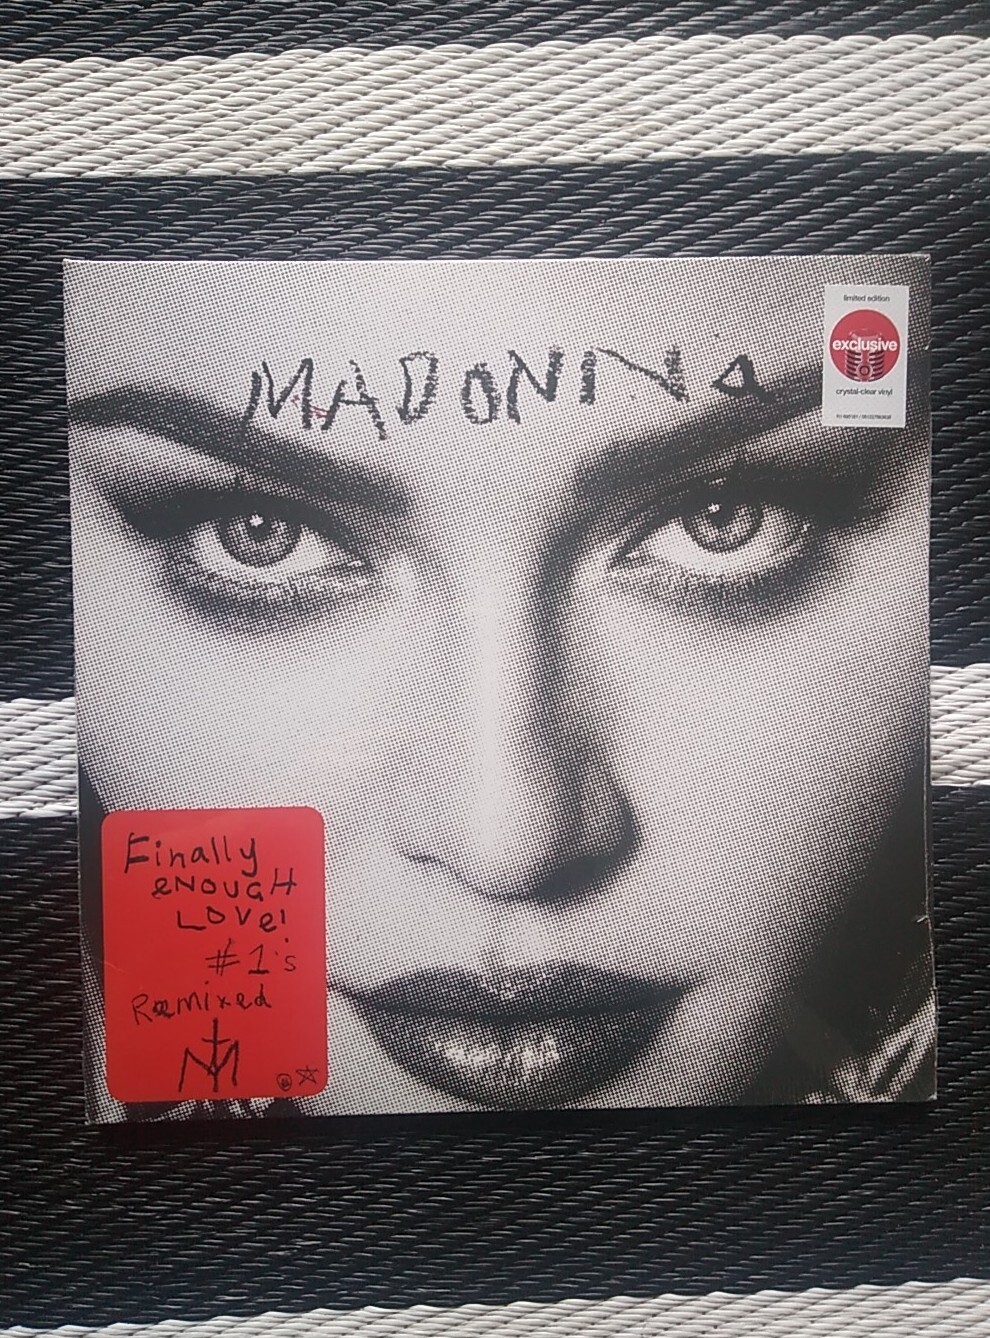 limited edition
exclusive
crystal-clear vinyl
MADONNA
Finally
eNOUGH
LOVe!
#1's
Remixed
M